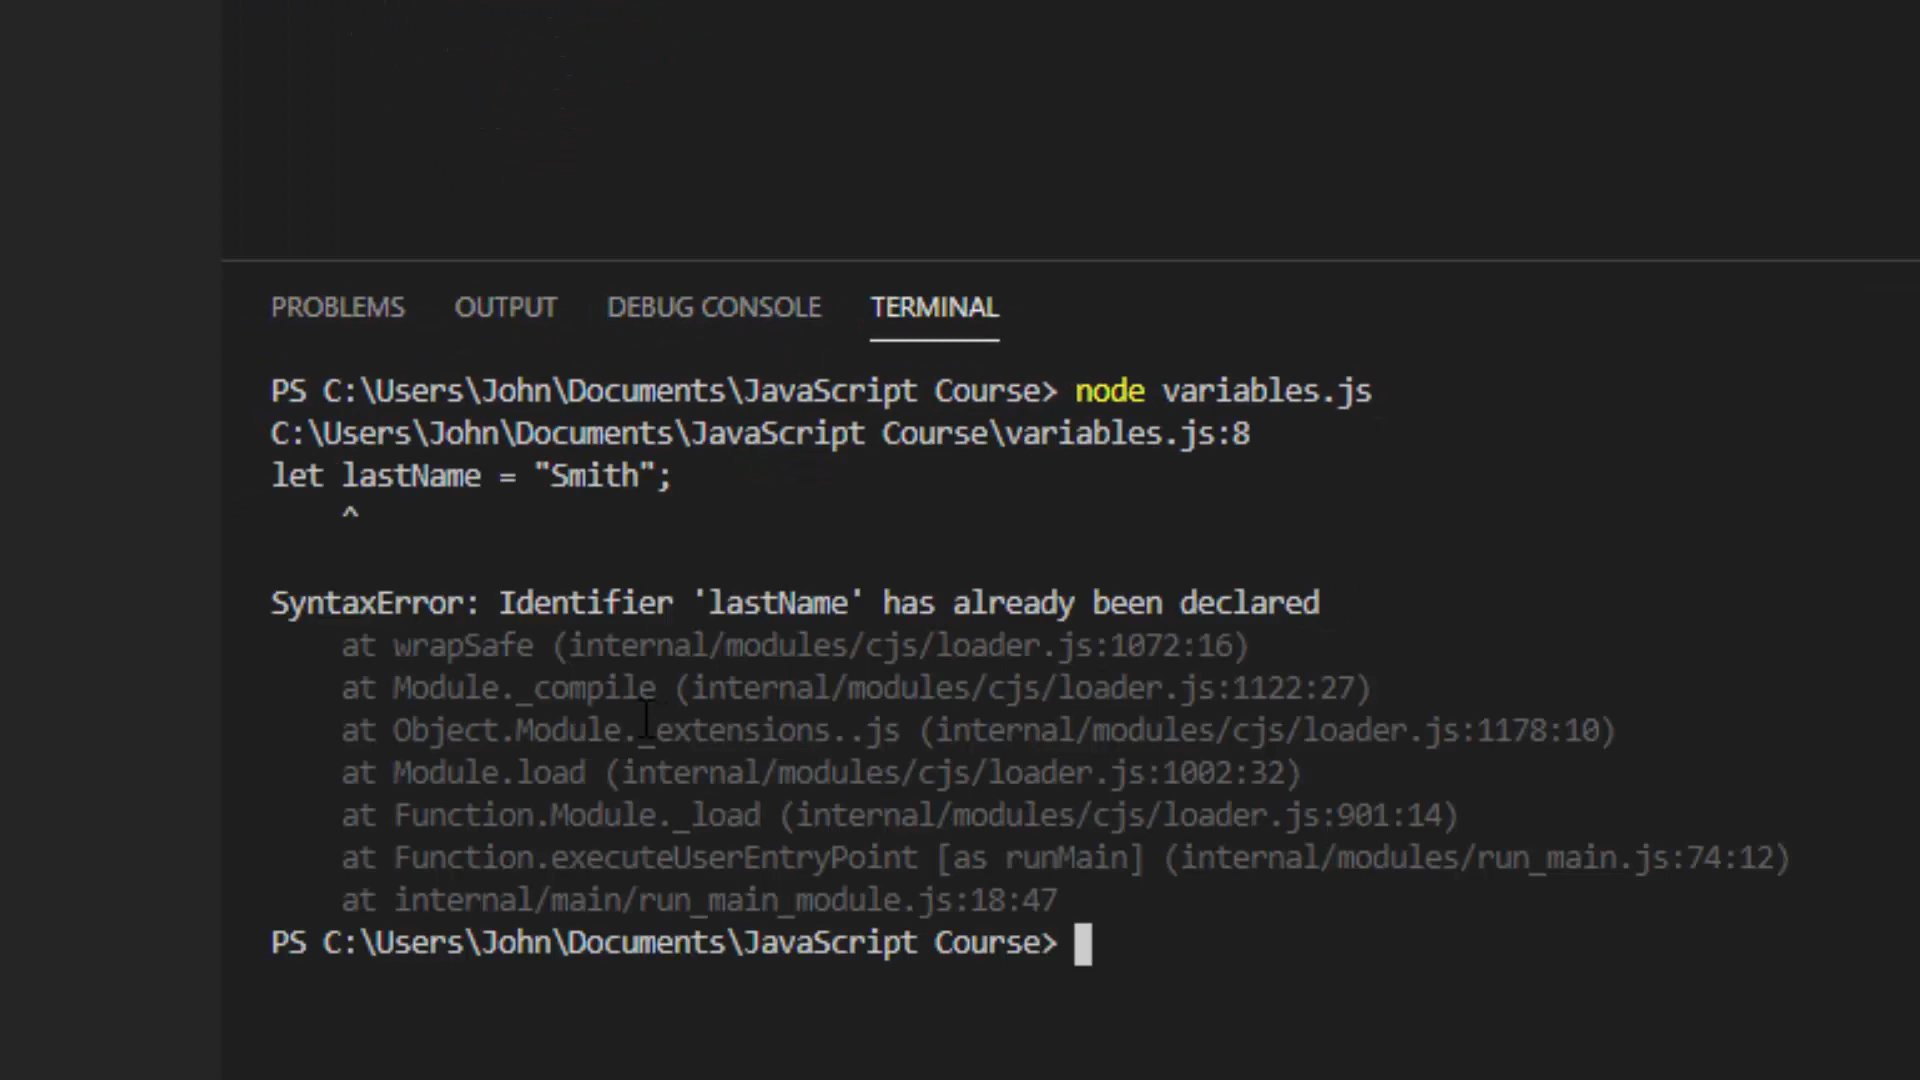 PROBLEMS OUTPUT DEBUG CONSOLE TERMINAL
PS C:\Users\John\Documents\JavaScript Course> node variables.js
C:\Users\John\Documents\JavaScript Course\variables.js:8
let lastName = "Smith";
    ^
SyntaxError: Identifier 'lastName' has already been declared
    at wrapSafe (internal/modules/cjs/loader.js:1072:16)
    at Module._compile (internal/modules/cjs/loader.js:1122:27)
    at Object.Module._extensions..js (internal/modules/cjs/loader.js:1178:10)
    at Module.load (internal/modules/cjs/loader.js:1002:32)
    at Function.Module._load (internal/modules/cjs/loader.js:901:14)
    at Function.executeUserEntryPoint [as runMain] (internal/modules/run_main.js:74:12)
    at internal/main/run_main_module.js:18:47
PS C:\Users\John\Documents\JavaScript Course>